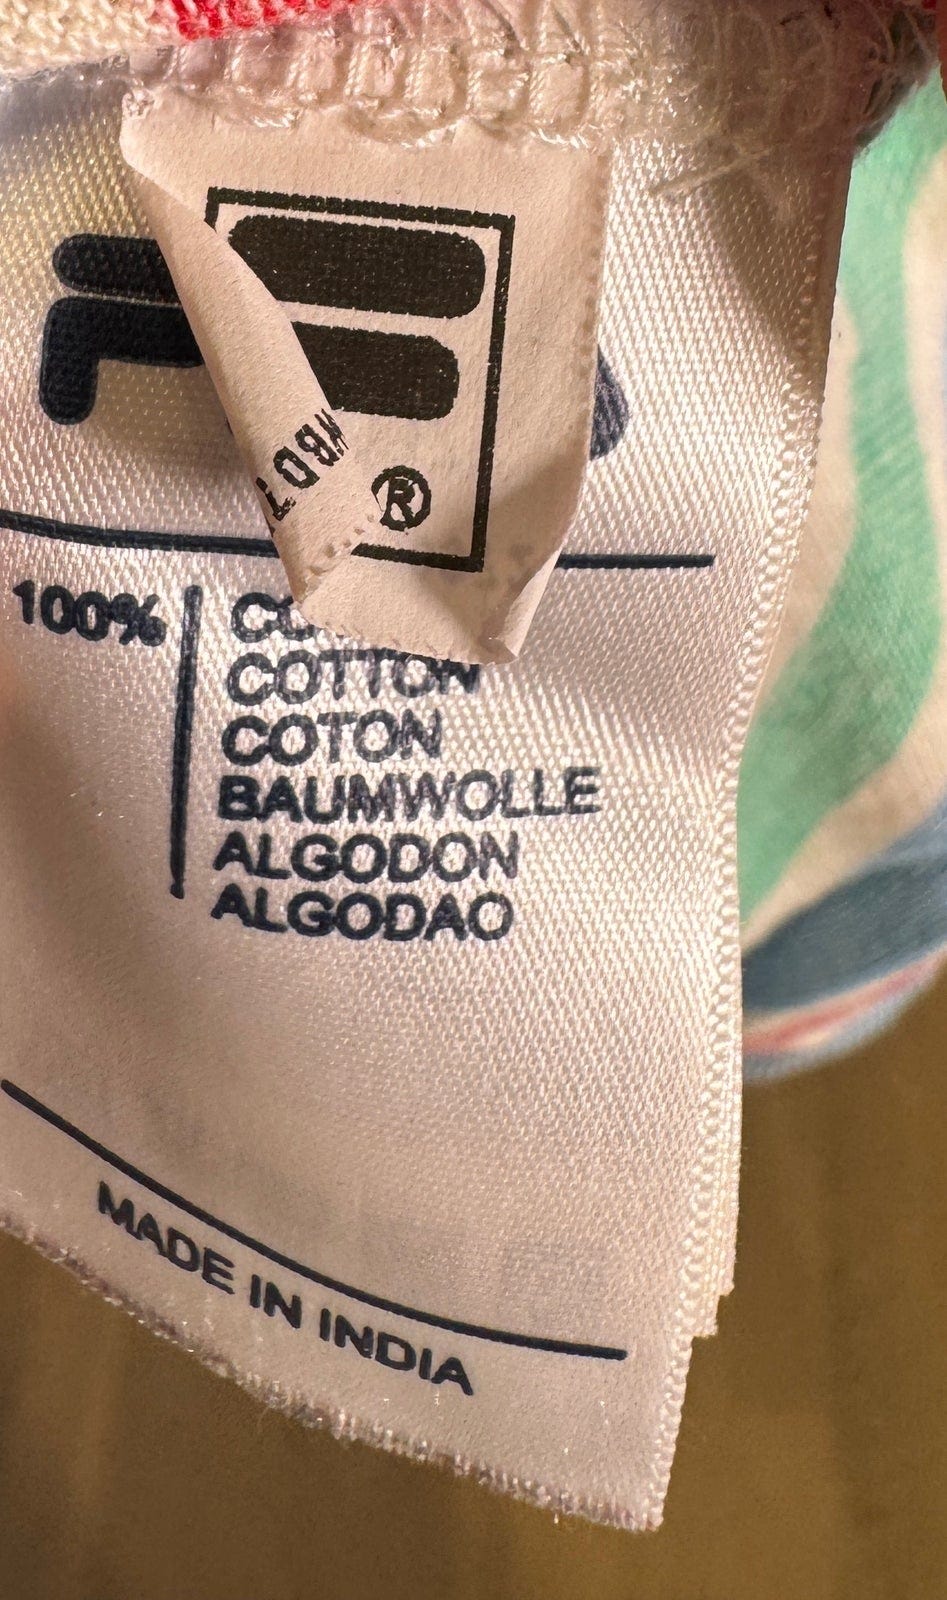 ®
100%
COTTON
COTON
BAUMWOLLE
ALGODON
ALGODAO
MADE IN INDIA